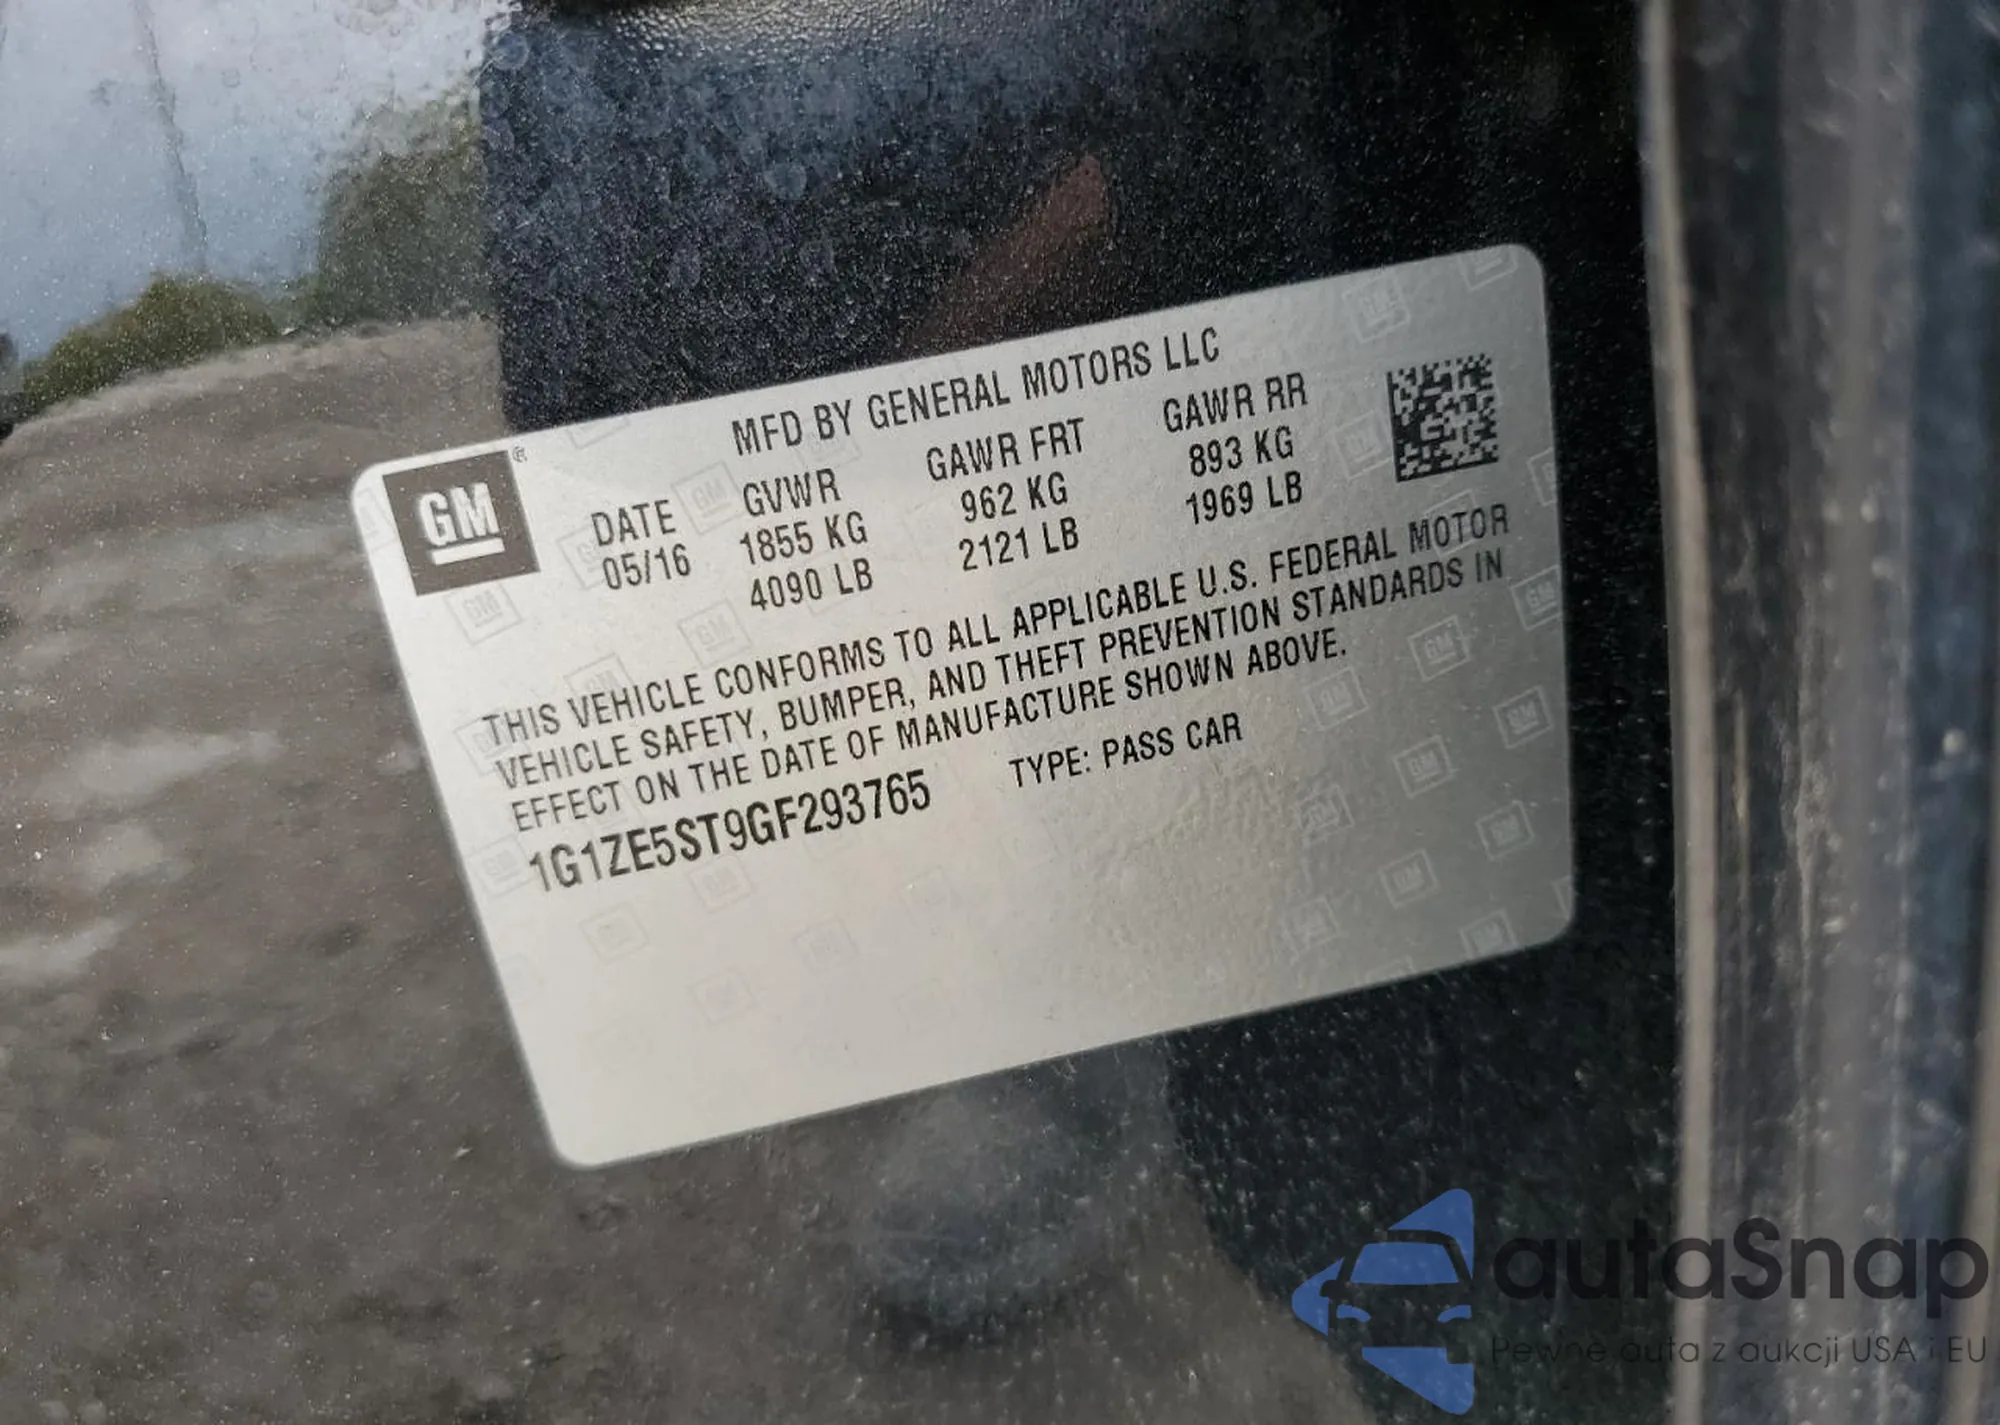 MFD BY GENERAL MOTORS LLC
GM ®
DATE GVWR GAWR FRT GAWR RR
05/16 1855 KG 962 KG 893 KG
4090 LB 2121 LB 1969 LB
THIS VEHICLE CONFORMS TO ALL APPLICABLE U.S. FEDERAL MOTOR
VEHICLE SAFETY, BUMPER, AND THEFT PREVENTION STANDARDS IN
EFFECT ON THE DATE OF MANUFACTURE SHOWN ABOVE.
1G1ZE5ST9GF293765 TYPE: PASS CAR
autaSnap
Pewne auta z aukcji USA i EU